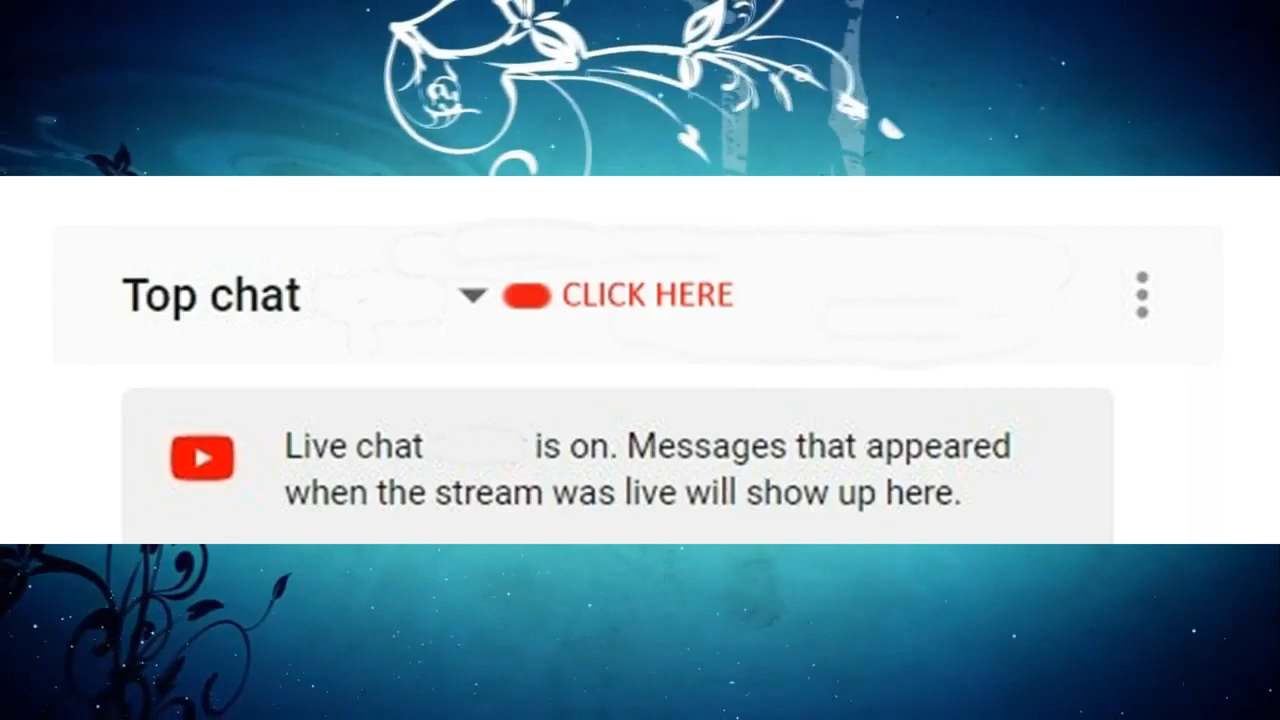 Top chat CLICK HERE
Live chat is on. Messages that appeared
when the stream was live will show up here.